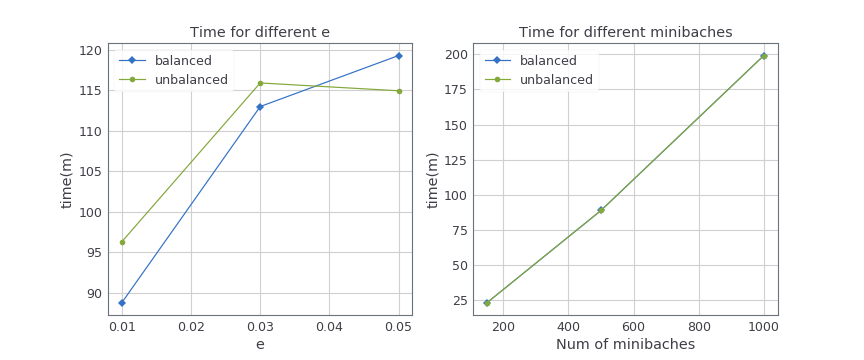 Time for different e
balanced
unbalanced
120
115
110
105
100
95
90
time(m)
0.01 0.02 0.03 0.04 0.05
e
Time for different minibaches
balanced
unbalanced
200
175
150
125
100
75
50
25
time(m)
200 400 600 800 1000
Num of minibaches